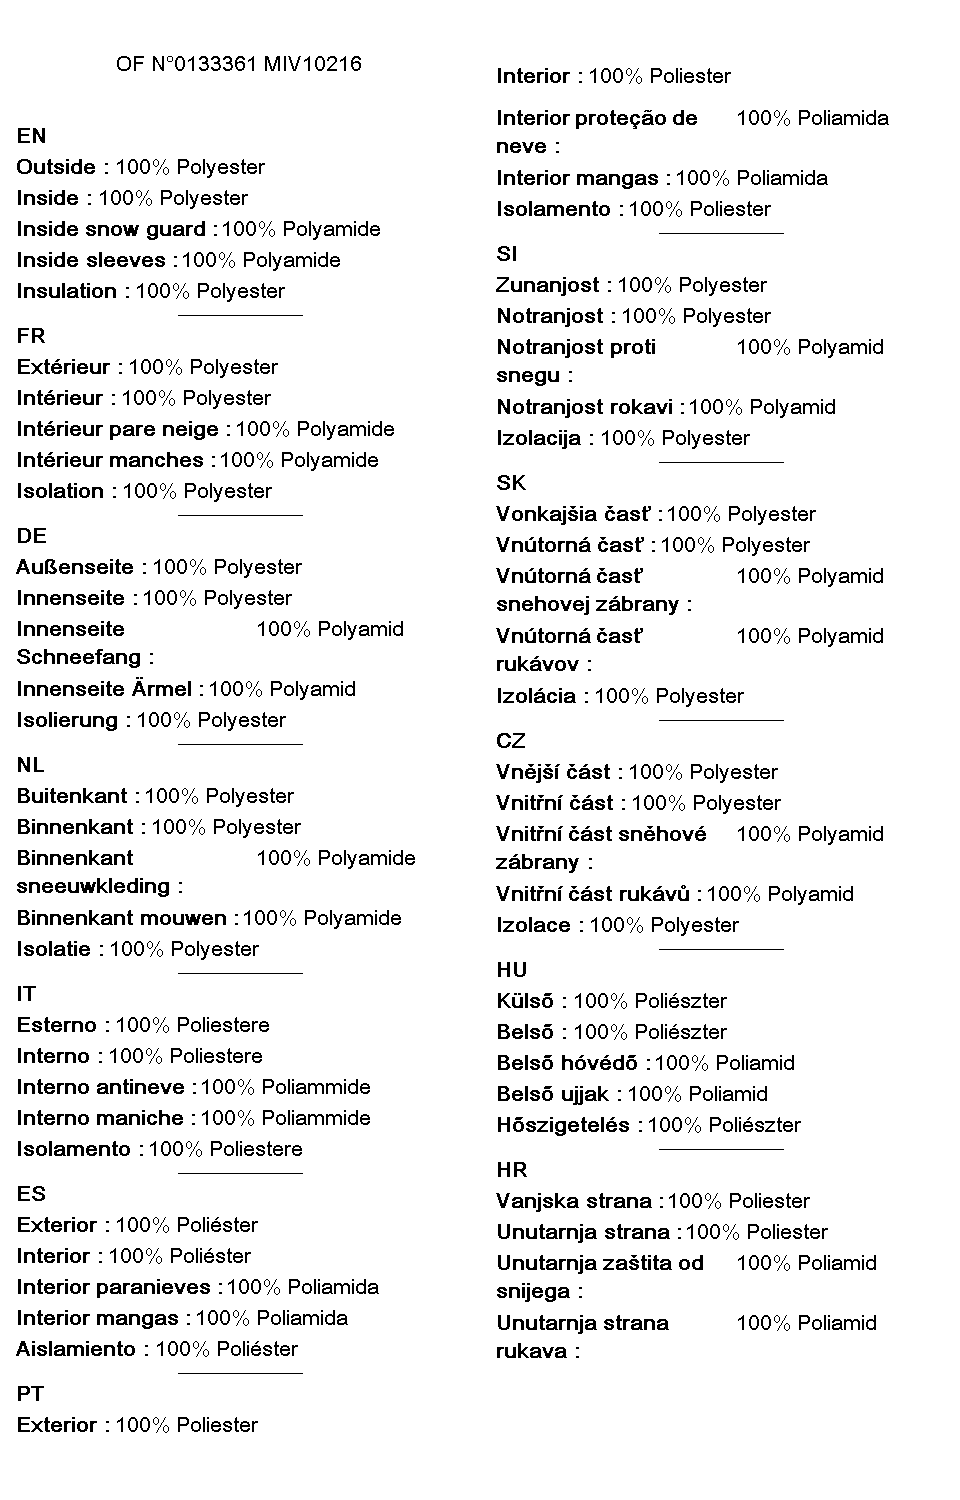 OF N°0133361 MIV10216
EN
Outside : 100% Polyester
Inside : 100% Polyester
Inside snow guard : 100% Polyamide
Inside sleeves : 100% Polyamide
Insulation : 100% Polyester
FR
Extérieur : 100% Polyester
Intérieur : 100% Polyester
Intérieur pare neige : 100% Polyamide
Intérieur manches : 100% Polyamide
Isolation : 100% Polyester
DE
Außenseite : 100% Polyester
Innenseite : 100% Polyester
Innenseite 100% Polyamid
Schneefang :
Innenseite Ärmel : 100% Polyamid
Isolierung : 100% Polyester
NL
Buitenkant : 100% Polyester
Binnenkant : 100% Polyester
Binnenkant 100% Polyamide
sneeuwkleding :
Binnenkant mouwen : 100% Polyamide
Isolatie : 100% Polyester
IT
Esterno : 100% Poliestere
Interno : 100% Poliestere
Interno antineve : 100% Poliammide
Interno maniche : 100% Poliammide
Isolamento : 100% Poliestere
ES
Exterior : 100% Poliéster
Interior : 100% Poliéster
Interior paranieves : 100% Poliamida
Interior mangas : 100% Poliamida
Aislamiento : 100% Poliéster
PT
Exterior : 100% Poliester
Interior : 100% Poliester
Interior proteção de 100% Poliamida
neve :
Interior mangas : 100% Poliamida
Isolamento : 100% Poliester
SI
Zunanjost : 100% Polyester
Notranjost : 100% Polyester
Notranjost proti 100% Polyamid
snegu :
Notranjost rokavi : 100% Polyamid
Izolacija : 100% Polyester
SK
Vonkajšia časť : 100% Polyester
Vnútorná časť : 100% Polyester
Vnútorná časť 100% Polyamid
snehovej zábrany :
Vnútorná časť 100% Polyamid
rukávov :
Izolácia : 100% Polyester
CZ
Vnější část : 100% Polyester
Vnitřní část : 100% Polyester
Vnitřní část sněhové 100% Polyamid
zábrany :
Vnitřní část rukávů : 100% Polyamid
Izolace : 100% Polyester
HU
Külső : 100% Poliészter
Belső : 100% Poliészter
Belső hóvédő : 100% Poliamid
Belső ujjak : 100% Poliamid
Hőszigetelés : 100% Poliészter
HR
Vanjska strana : 100% Poliester
Unutarnja strana : 100% Poliester
Unutarnja zaštita od 100% Poliamid
snijega :
Unutarnja strana 100% Poliamid
rukava :